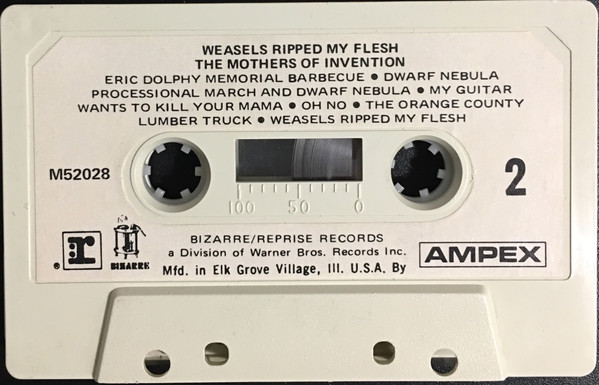 WEASELS RIPPED MY FLESH
THE MOTHERS OF INVENTION
ERIC DOLPHY MEMORIAL BARBECUE • DWARF NEBULA
PROCESSIONAL MARCH AND DWARF NEBULA • MY GUITAR
WANTS TO KILL YOUR MAMA • OH NO • THE ORANGE COUNTY
LUMBER TRUCK • WEASELS RIPPED MY FLESH
M52028
2
100 50 0
BIZARRE/REPRISE RECORDS
a Division of Warner Bros. Records Inc.
Mfd. in Elk Grove Village, Ill. U.S.A. By
AMPEX
® r
BIZARRE